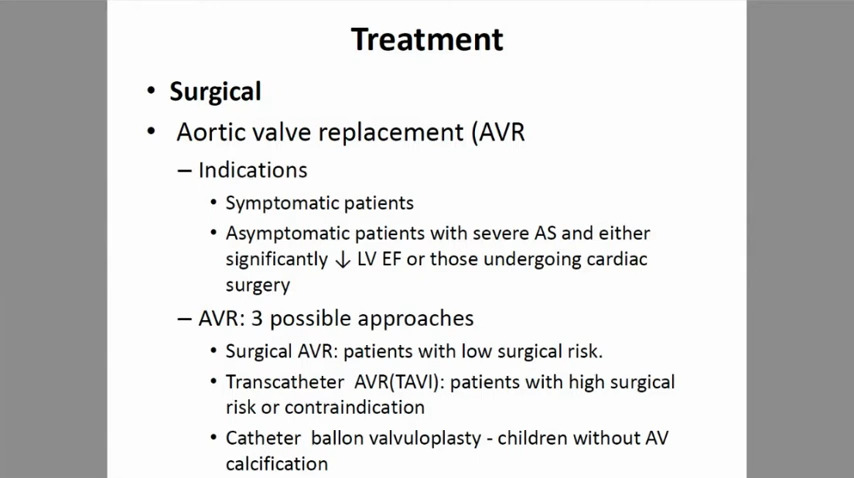 Treatment
• Surgical
• Aortic valve replacement (AVR
– Indications
• Symptomatic patients
• Asymptomatic patients with severe AS and either
significantly ↓ LV EF or those undergoing cardiac
surgery
– AVR: 3 possible approaches
• Surgical AVR: patients with low surgical risk.
• Transcatheter AVR(TAVI): patients with high surgical
risk or contraindication
• Catheter ballon valvuloplasty - children without AV
calcification